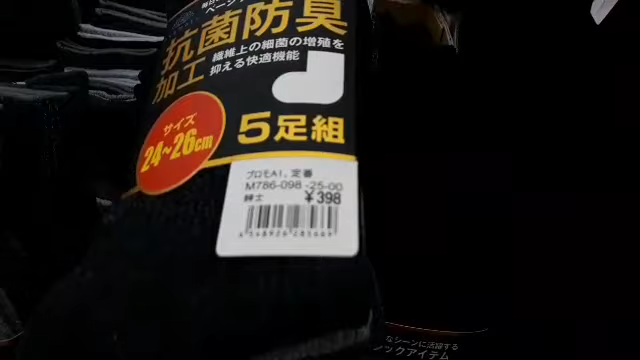 抗菌防臭
加工
繊維上の細菌の増殖を
抑える快適機能
サイズ
24~26cm
5足組
プロモA1.定番
M786-098 -25-00
紳士
¥398
なシーンに活躍する
シックアイテム